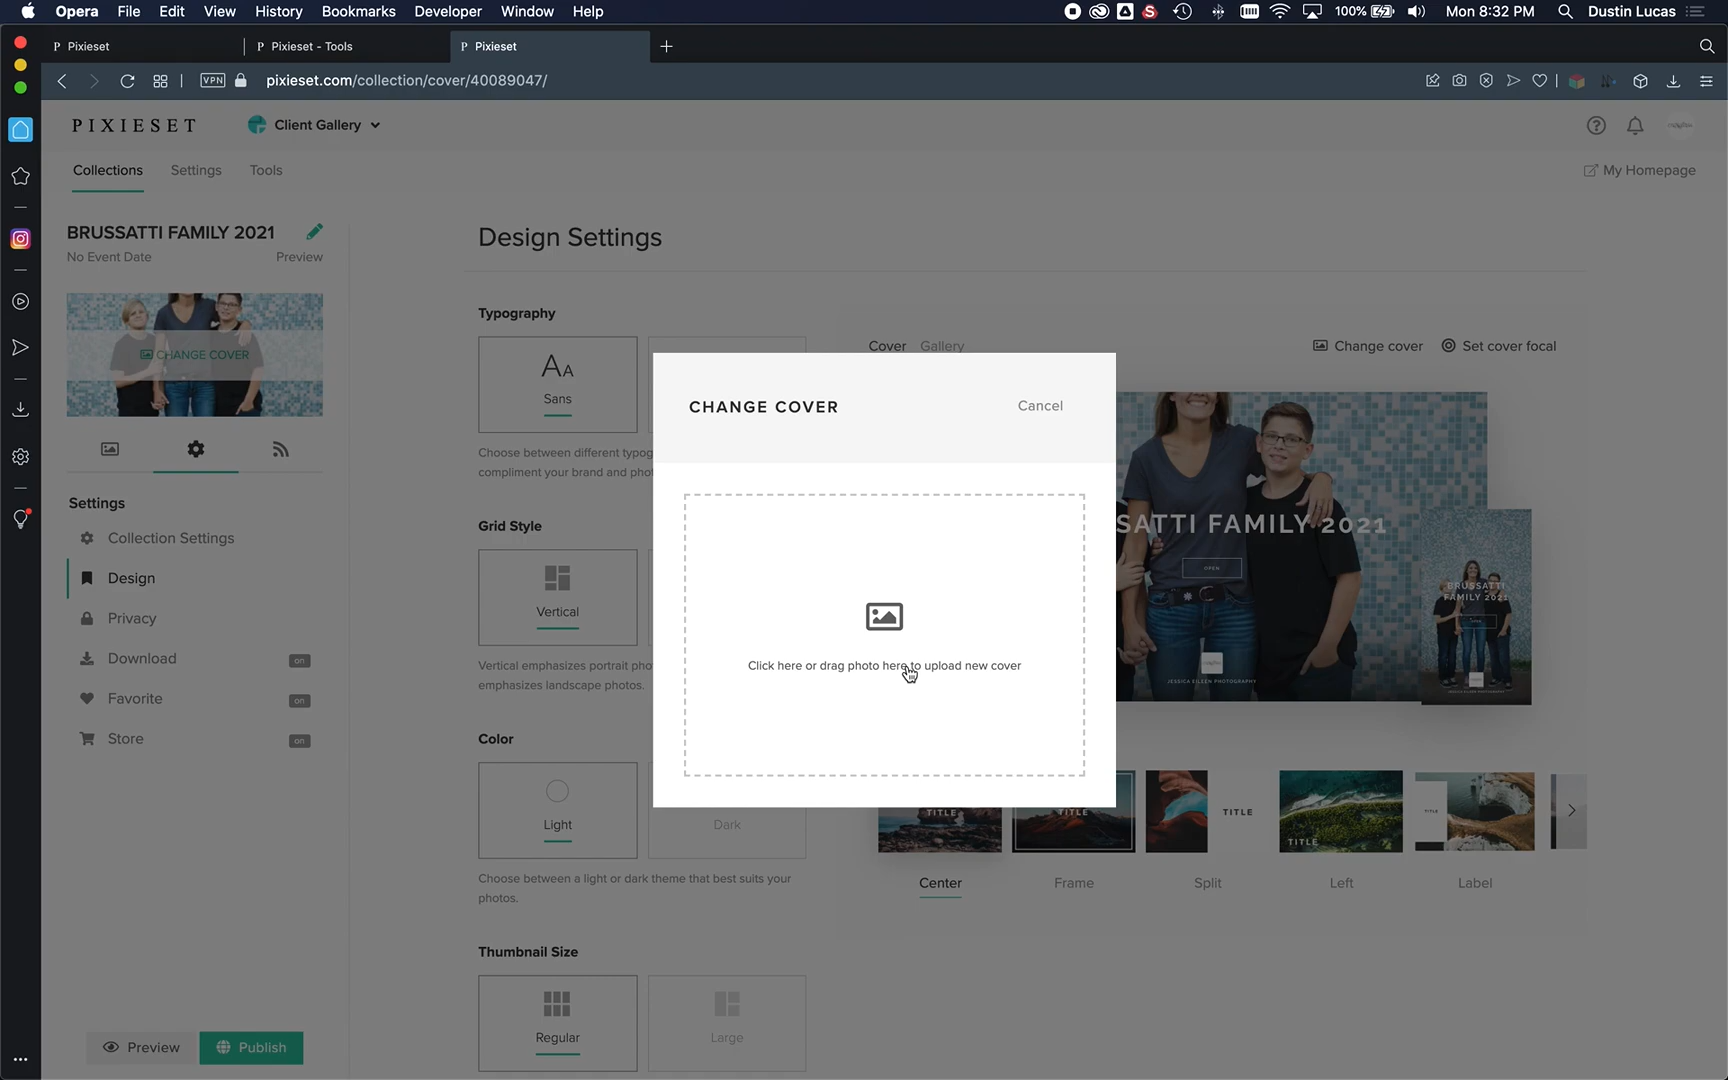 Opera File Edit View History Bookmarks Developer Window Help 100% Mon 8:32 PM Dustin Lucas
Pixieset Pixieset - Tools Pixieset
VPN pixieset.com/collection/cover/40089047/
PIXIESET Client Gallery
Collections Settings Tools My Homepage
BRUSSATTI FAMILY 2021
No Event Date Preview
CHANGE COVER
Settings
Collection Settings
Design
Privacy
Download on
Favorite on
Store on
Preview Publish
Design Settings
Typography
Sans
Choose between different typog
compliment your brand and phot
Grid Style
Vertical
Vertical emphasizes portrait pho
emphasizes landscape photos.
Color
Light
Dark
Choose between a light or dark theme that best suits your
photos.
Thumbnail Size
Regular
Large
Cover Gallery Change cover Set cover focal
CHANGE COVER Cancel
Click here or drag photo here to upload new cover
SATTI FAMILY 2021
OPEN
JESSICA EILEEN PHOTOGRAPHY
BRUSSATTI
FAMILY 2021
OPEN
TITLE TITLE TITLE TITLE TITLE
Center Frame Split Left Label